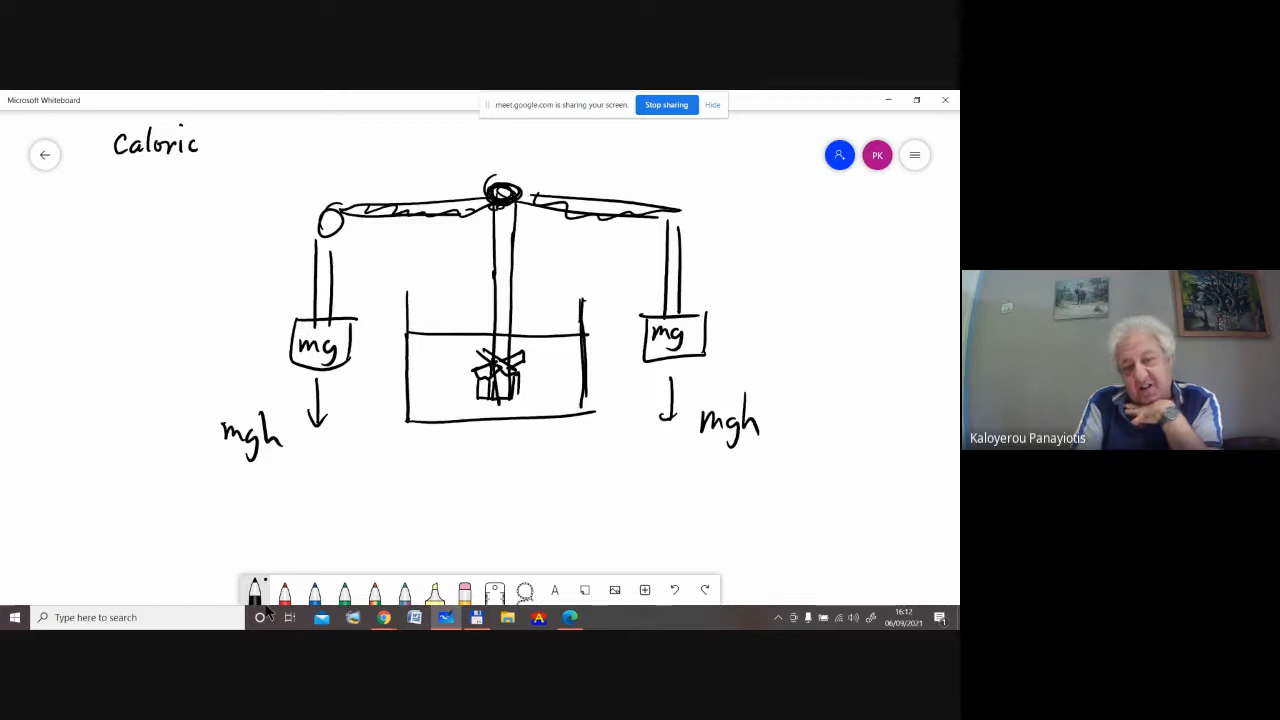 Microsoft Whiteboard
meet.google.com is sharing your screen.
Stop sharing
Hide
Caloric
PK
mg
mg
mgh
mgh
Kaloyerou Panayiotis
A
Type here to search
16:12
06/09/2021